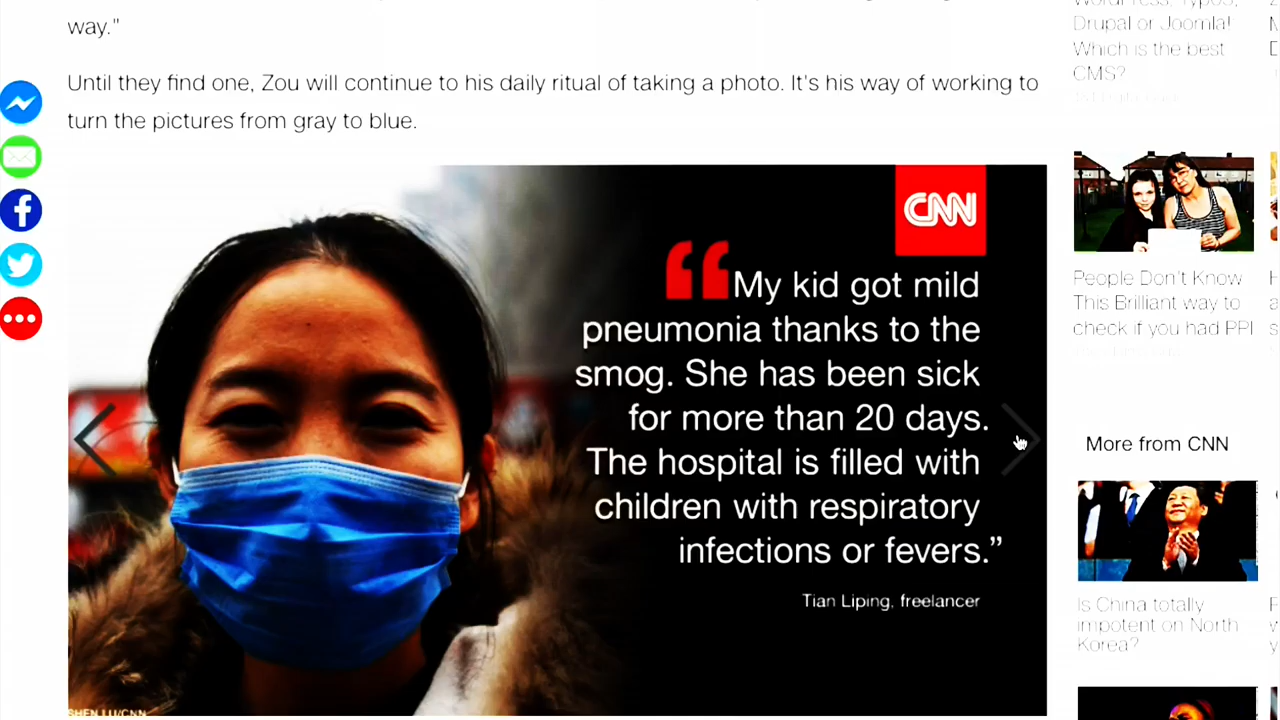 way."
Until they find one, Zou will continue to his daily ritual of taking a photo. It's his way of working to
turn the pictures from gray to blue.
CNN
“My kid got mild
pneumonia thanks to the
smog. She has been sick
for more than 20 days.
The hospital is filled with
children with respiratory
infections or fevers.”
Tian Liping, freelancer
SHEN LU/CNN
Drupal or Joomla!
Which is the best
CMS?
People Don't Know
This Brilliant way to
check if you had PPI
More from CNN
Is China totally
impotent on North
Korea?